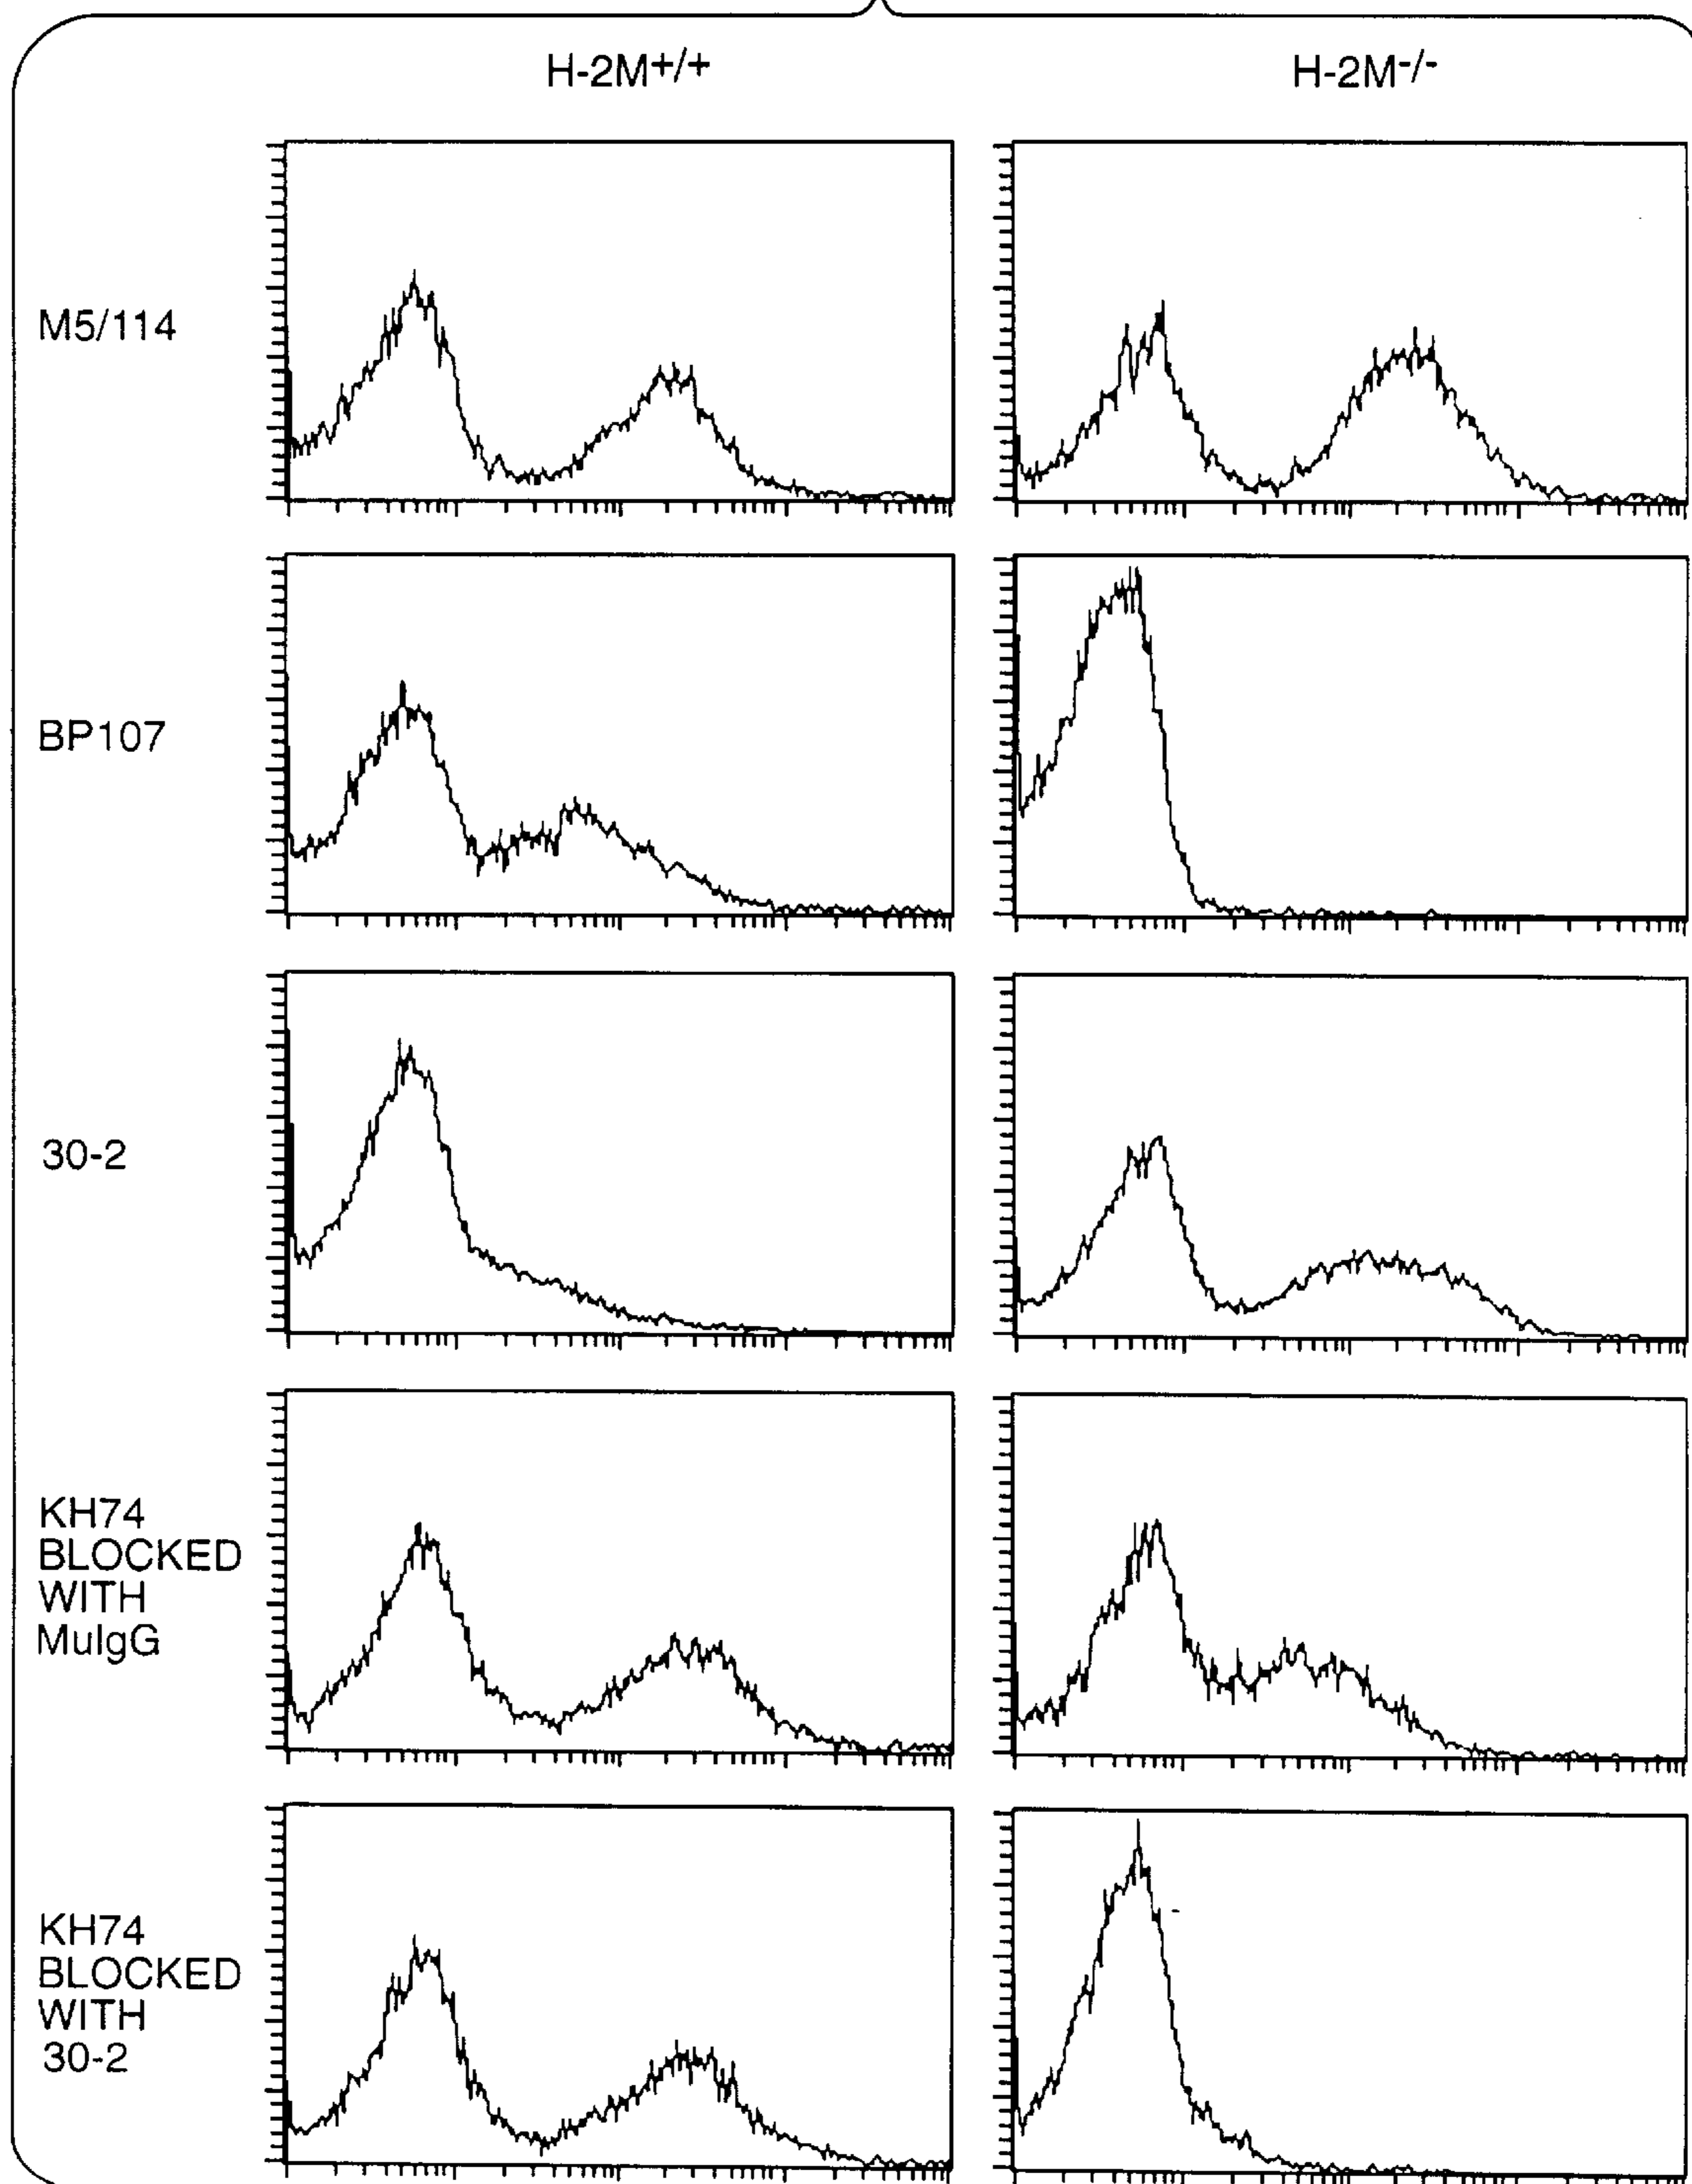 H-2M+/+ H-2M-/-
M5/114
BP107
30-2
KH74
BLOCKED
WITH
MuIgG
KH74
BLOCKED
WITH
30-2